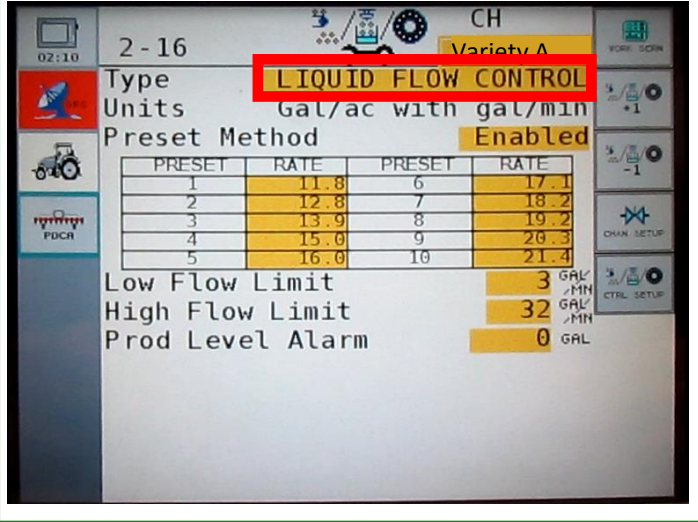 CH
2-16
Variety A
02:10
WORK SCRN
Type LIQUID FLOW CONTROL
GPS
+1
Units Gal/ac with gal/min
Preset Method Enabled
-1
PRESET RATE PRESET RATE
1 11.8 6 17.1
2 12.8 7 18.2
3 13.9 8 19.2
4 15.0 9 20.3
5 16.0 10 21.4
PDCA
CHAN. SETUP
Low Flow Limit 3 GAL/MN
CTRL SETUP
High Flow Limit 32 GAL/MN
Prod Level Alarm 0 GAL